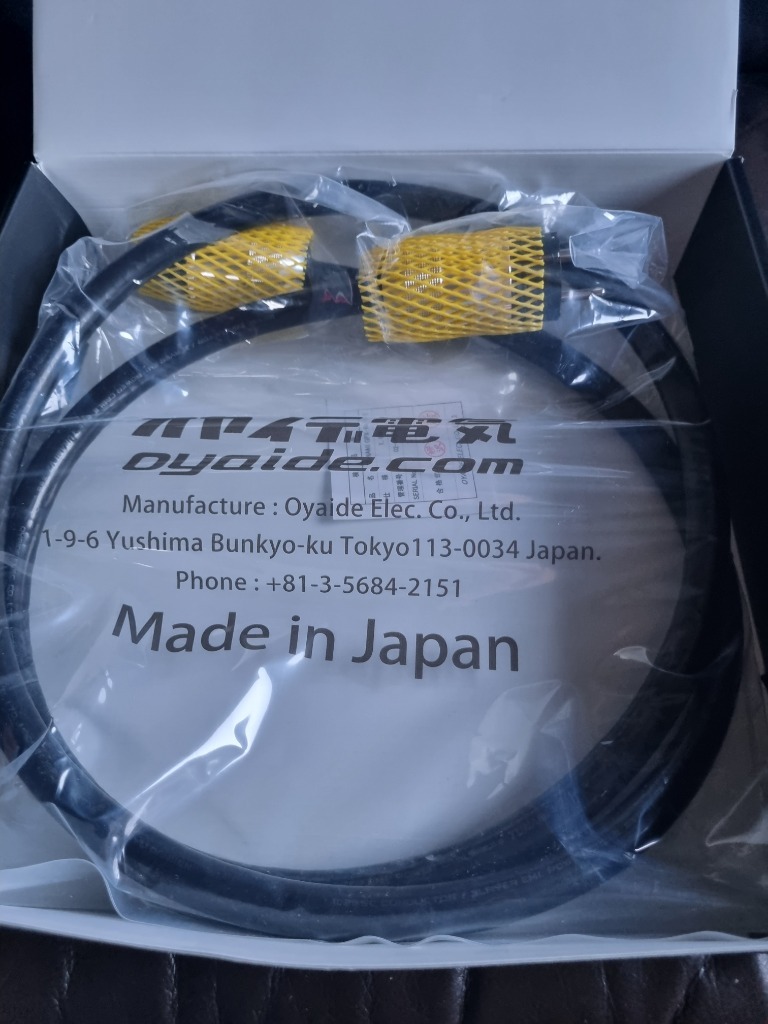 オヤイデ電気
oyaide.com
Manufacture : Oyaide Elec. Co., Ltd.
1-9-6 Yushima Bunkyo-ku Tokyo113-0034 Japan.
Phone : +81-3-5684-2151
Made in Japan